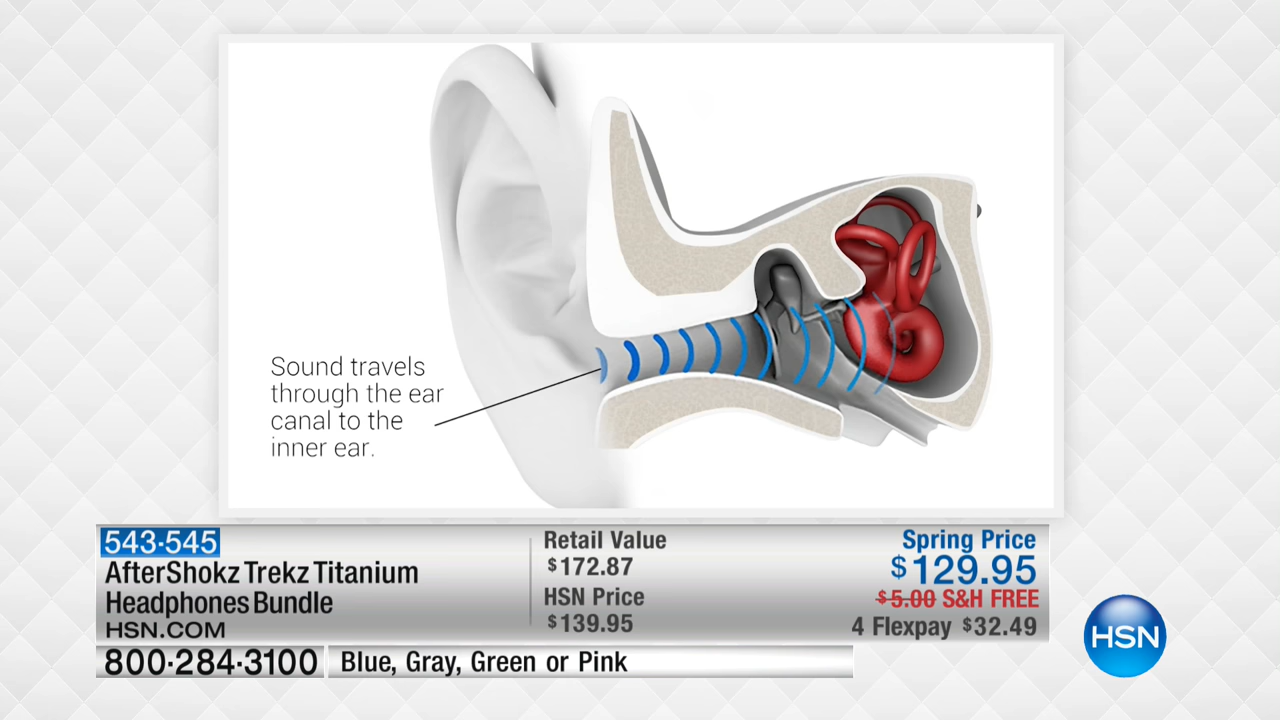 Sound travels
through the ear
canal to the
inner ear.
543-545
AfterShokz Trekz Titanium
Headphones Bundle
HSN.COM
Retail Value
$172.87
HSN Price
$139.95
Spring Price
$129.95
$5.00 S&H FREE
4 Flexpay $32.49
800·284·3100
Blue, Gray, Green or Pink
HSN